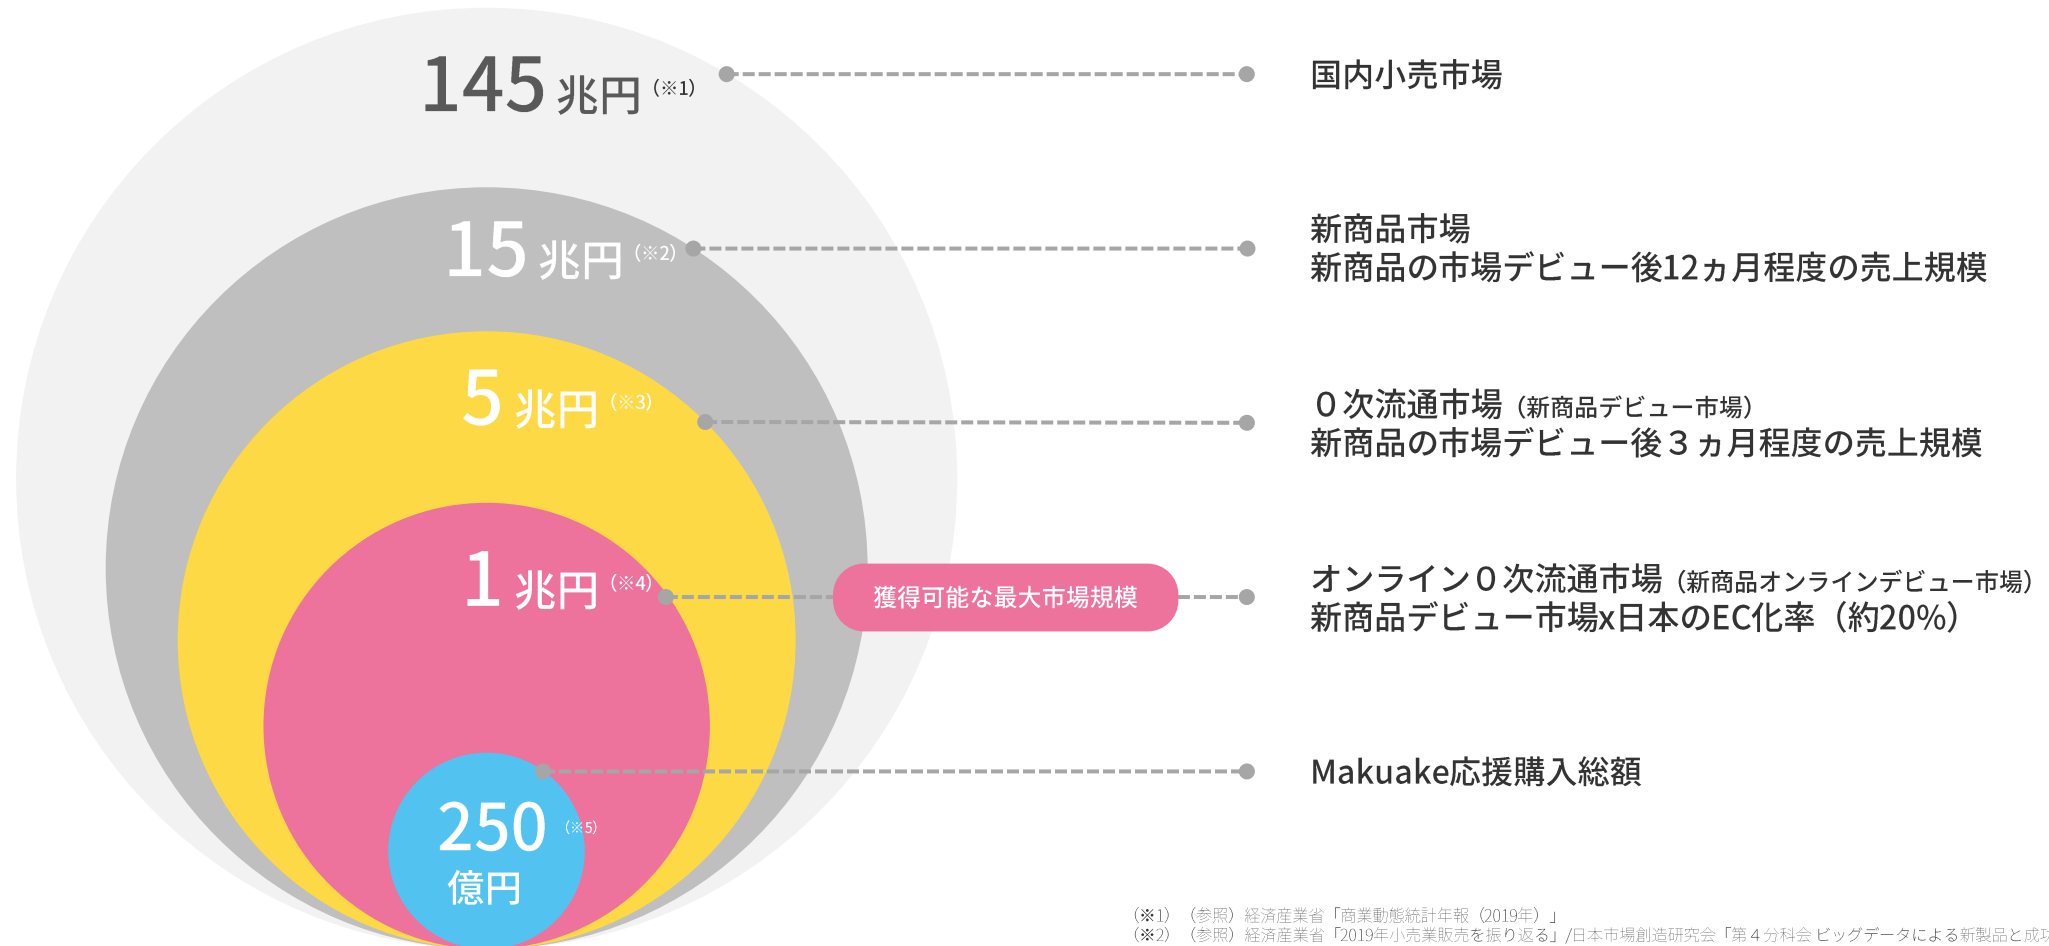 145 兆円 (※1)
国内小売市場
15 兆円 (※2)
新商品市場
新商品の市場デビュー後12ヵ月程度の売上規模
5 兆円 (※3)
０次流通市場（新商品デビュー市場）
新商品の市場デビュー後３ヵ月程度の売上規模
1 兆円 (※4)
獲得可能な最大市場規模
オンライン０次流通市場（新商品オンラインデビュー市場）
新商品デビュー市場x日本のEC化率（約20%）
250 (※5)
億円
Makuake応援購入総額
（※1）（参照）経済産業省「商業動態統計年報（2019年）」
（※2）（参照）経済産業省「2019年小売業販売を振り返る」/日本市場創造研究会「第４分科会 ビッグデータによる新製品と成功